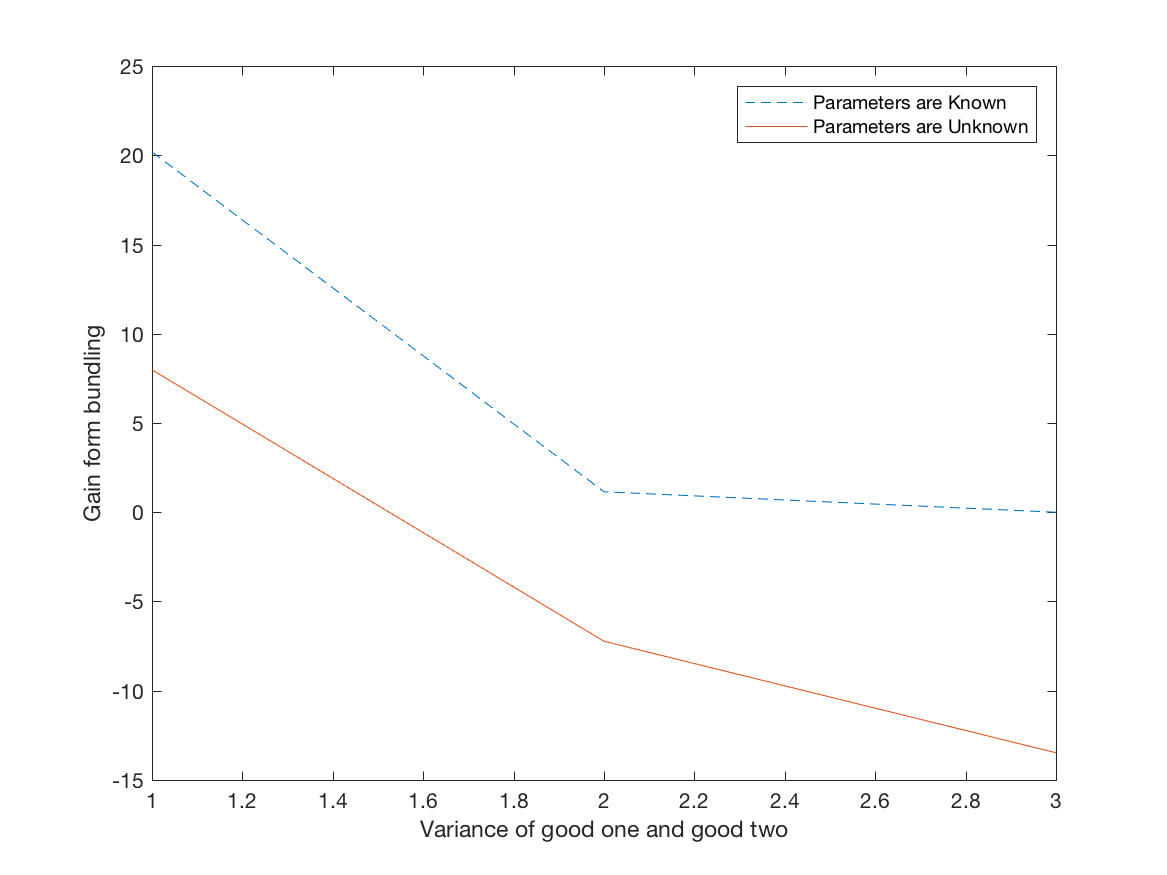 25
20
15
10
5
0
-5
-10
-15
Gain form bundling
Parameters are Known
Parameters are Unknown
1 1.2 1.4 1.6 1.8 2 2.2 2.4 2.6 2.8 3
Variance of good one and good two